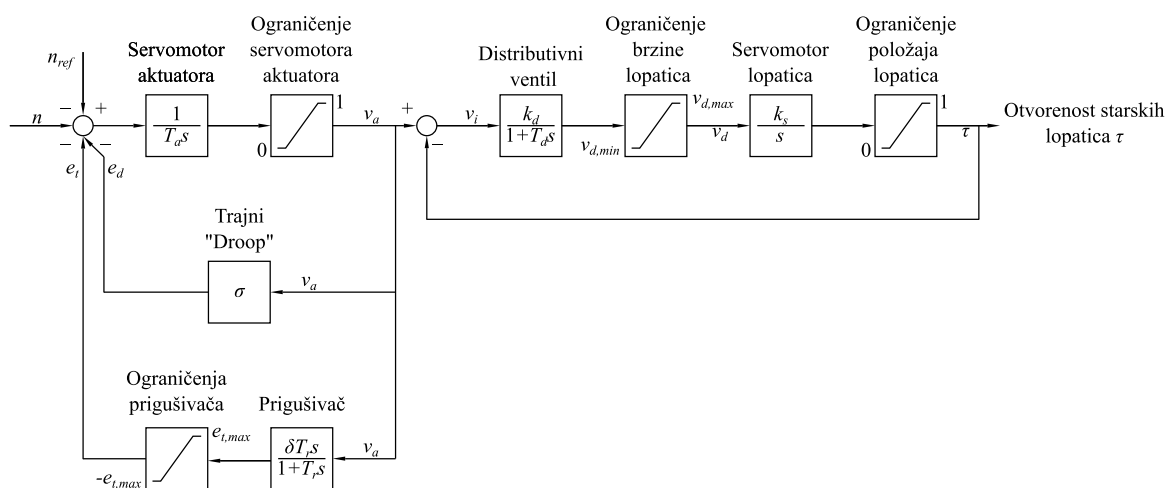 Ograničenje
servomotora
aktuatora
Servomotor
aktuatora
n_ref
n
− + − − −
1
T_a s
1
0
v_a
+
−
v_i
Distributivni
ventil
k_d
1+T_d s
Ograničenje
brzine
lopatica
v_d,max
v_d,min
v_d
Servomotor
lopatica
k_s
s
Ograničenje
položaja
lopatica
1
0
τ
Otvorenost starskih
lopatica τ
e_t
e_d
Trajni
"Droop"
σ
v_a
Ograničenja
prigušivača
e_t,max
-e_t,max
Prigušivač
δT_r s
1+T_r s
v_a